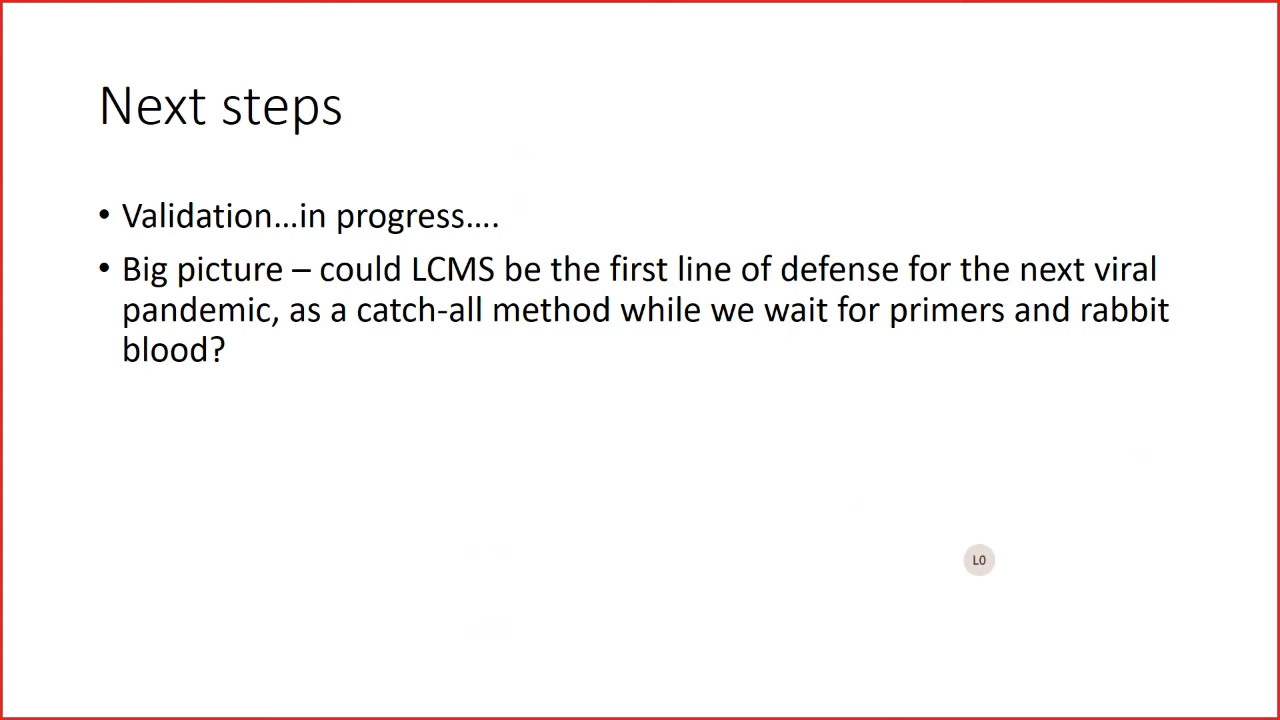 Next steps
• Validation…in progress….
• Big picture – could LCMS be the first line of defense for the next viral
pandemic, as a catch-all method while we wait for primers and rabbit
blood?
LO